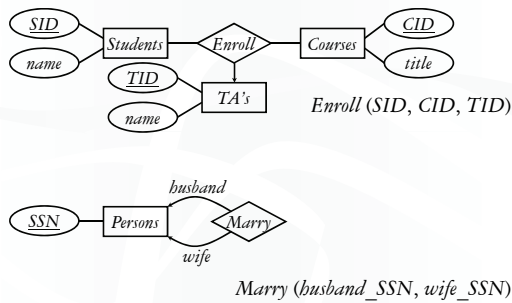 SID
name
Students
Enroll
Courses
CID
title
TID
name
TA's
Enroll (SID, CID, TID)
SSN
Persons
husband
Marry
wife
Marry (husband_SSN, wife_SSN)